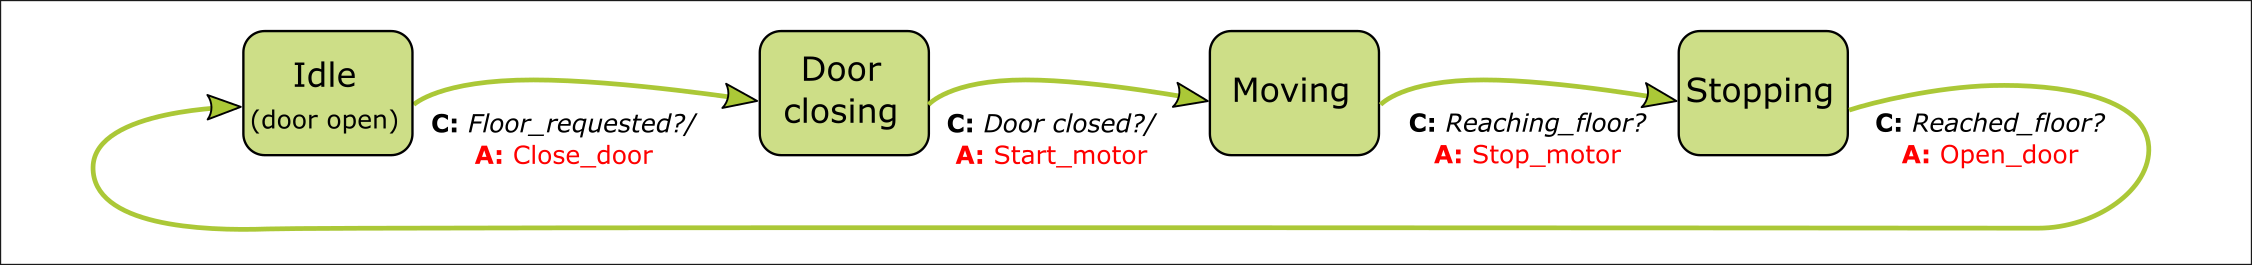 Idle
(door open)
C: Floor_requested?/
A: Close_door
Door
closing
C: Door closed?/
A: Start_motor
Moving
C: Reaching_floor?
A: Stop_motor
Stopping
C: Reached_floor?
A: Open_door